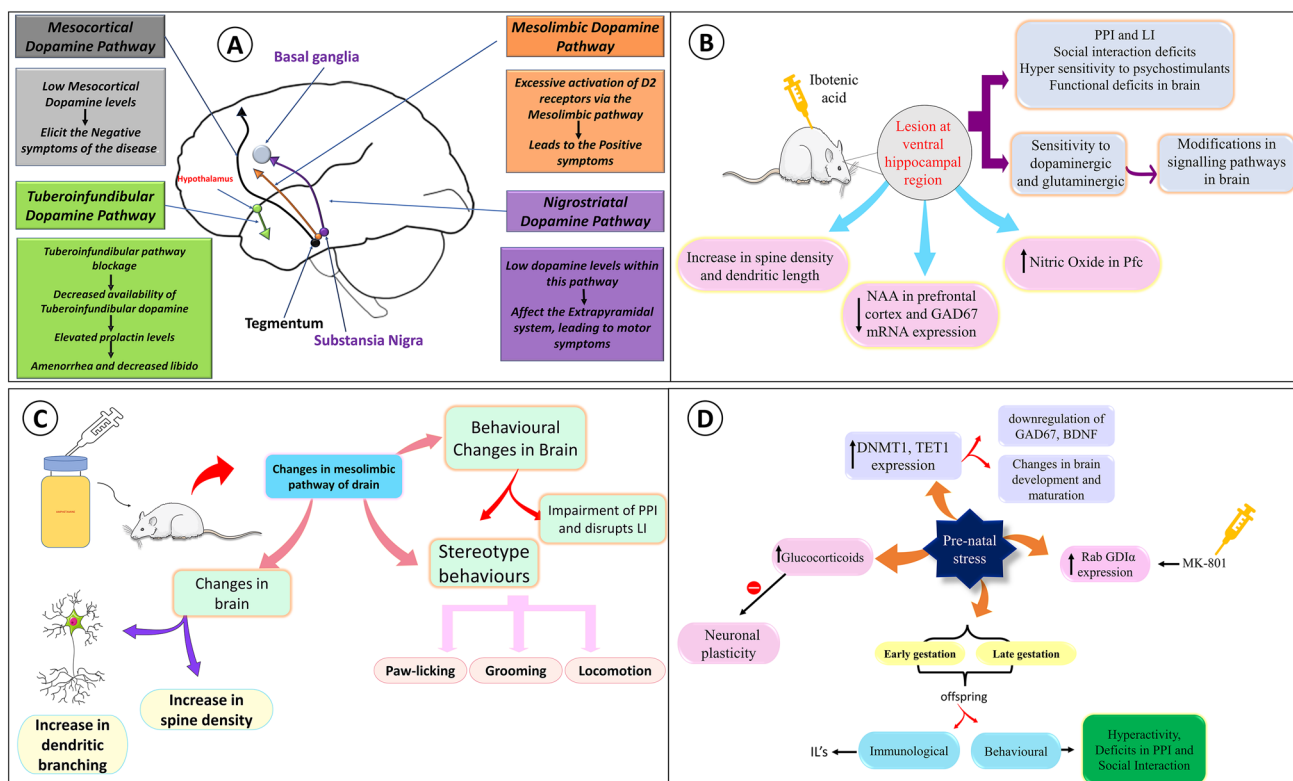 A
Mesocortical
Dopamine Pathway
Low Mesocortical
Dopamine levels
Elicit the Negative
symptoms of the disease
Tuberoinfundibular
Dopamine Pathway
Tuberoinfundibular pathway
blockage
Decreased availability of
Tuberoinfundibular dopamine
Elevated prolactin levels
Amenorrhea and decreased libido
Basal ganglia
Hypothalamus
Tegmentum
Substansia Nigra
Mesolimbic Dopamine
Pathway
Excessive activation of D2
receptors via the
Mesolimbic pathway
Leads to the Positive
symptoms
Nigrostriatal
Dopamine Pathway
Low dopamine levels within
this pathway
Affect the Extrapyramidal
system, leading to motor
symptoms
B
Ibotenic
acid
Lesion at
ventral
hippocampal
region
PPI and LI
Social interaction deficits
Hyper sensitivity to psychostimulants
Functional deficits in brain
Sensitivity to
dopaminergic
and glutaminergic
Modifications in
signalling pathways
in brain
Increase in spine density
and dendritic length
NAA in prefrontal
cortex and GAD67
mRNA expression
Nitric Oxide in Pfc
C
Changes in mesolimbic
pathway of drain
Behavioural
Changes in Brain
Impairment of PPI
and disrupts LI
Stereotype
behaviours
Changes in
brain
Paw-licking
Grooming
Locomotion
Increase in
spine density
Increase in
dendritic
branching
D
DNMT1, TET1
expression
downregulation of
GAD67, BDNF
Changes in brain
development and
maturation
Pre-natal
stress
Glucocorticoids
Neuronal
plasticity
Rab GDIα
expression
MK-801
Early gestation
Late gestation
offspring
IL's
Immunological
Behavioural
Hyperactivity,
Deficits in PPI and
Social Interaction